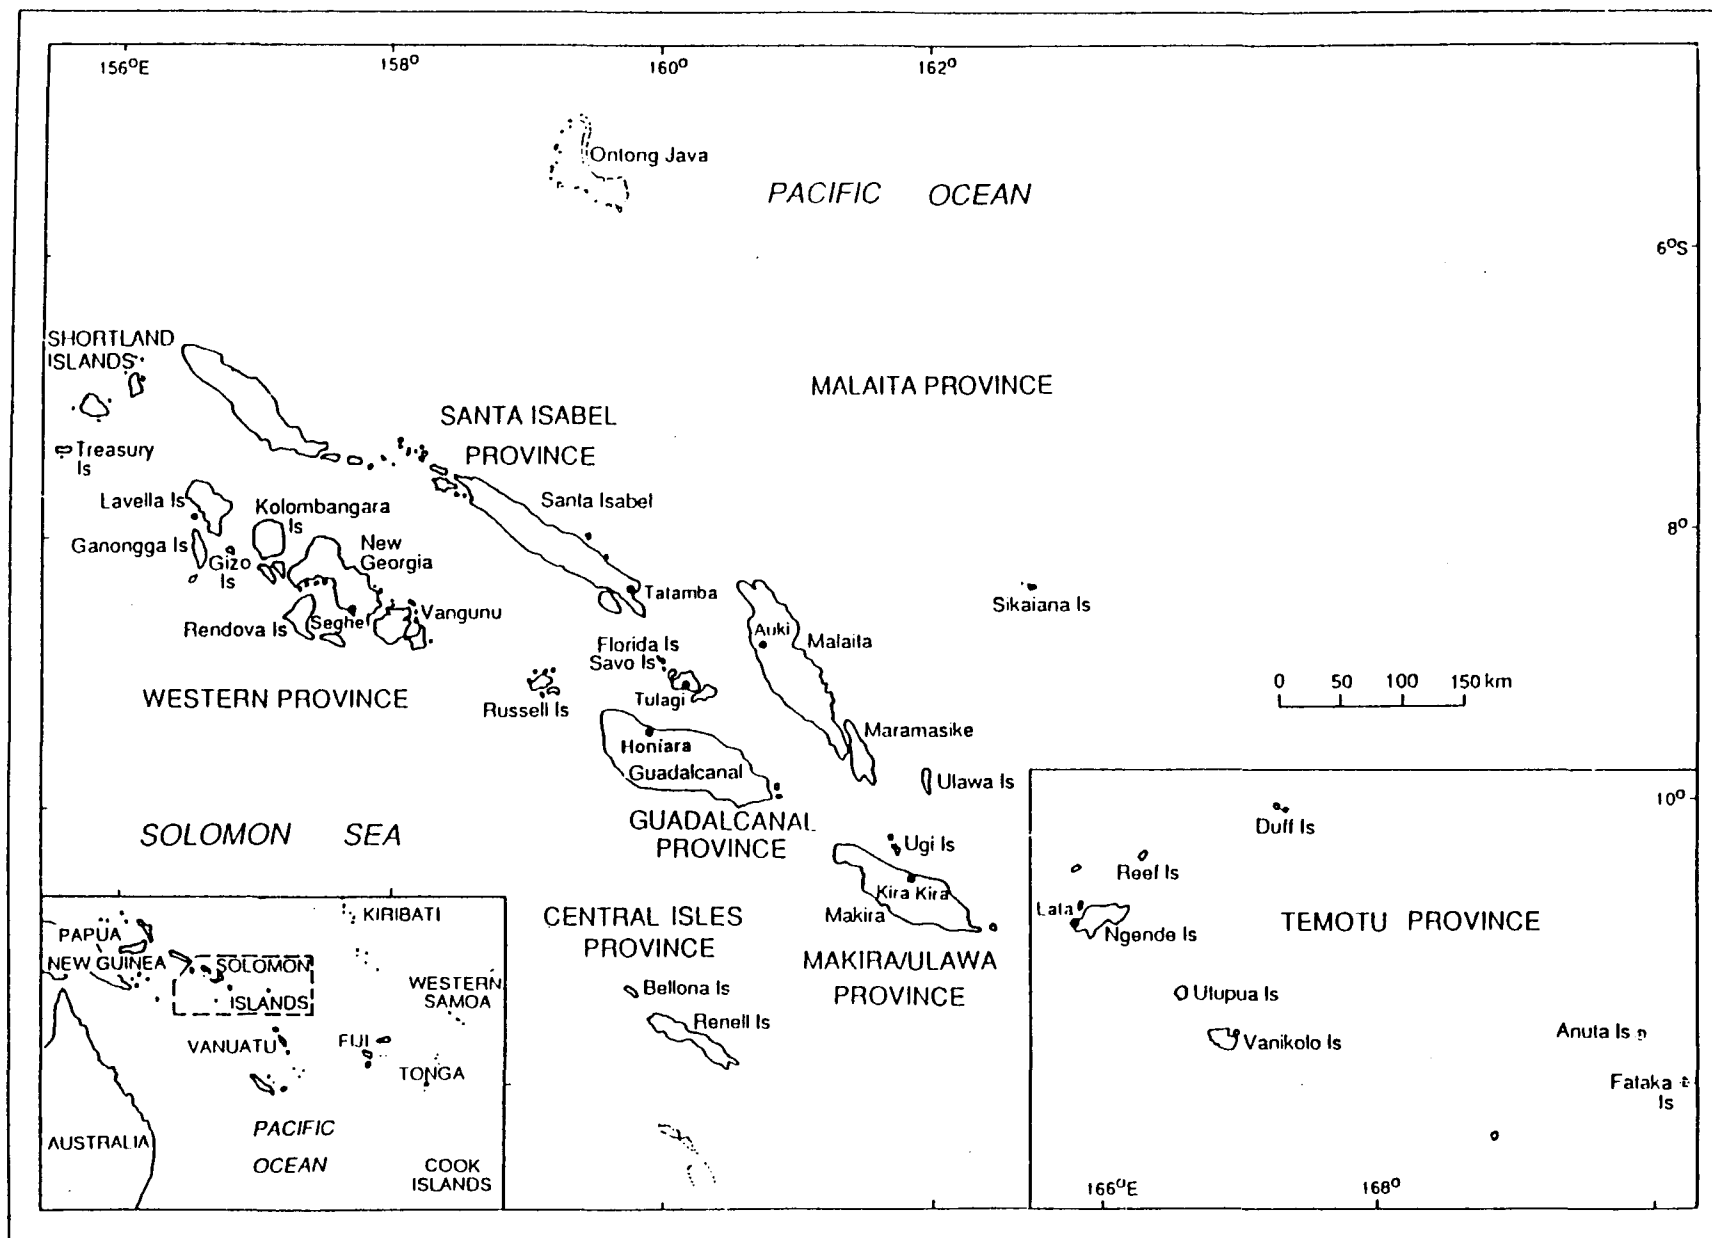 156°E
158°
160°
162°
Ontong Java
PACIFIC OCEAN
6°S
SHORTLAND
ISLANDS
MALAITA PROVINCE
SANTA ISABEL
PROVINCE
Treasury
Is
Lavella Is
Kolombangara
Is
Santa Isabel
8°
Ganongga Is
Gizo
Is
New
Georgia
Tatamba
Sikaiana Is
Rendova Is
Seghe
Vangunu
Auki
Malaita
Florida Is
Savo Is
Tulagi
Russell Is
WESTERN PROVINCE
0 50 100 150 km
Maramasike
Honiara
Guadalcanal
Ulawa Is
10°
GUADALCANAL
PROVINCE
SOLOMON SEA
Ugi Is
Kira Kira
Makira
CENTRAL ISLES
PROVINCE
MAKIRA/ULAWA
PROVINCE
Bellona Is
Renell Is
KIRIBATI
PAPUA
NEW GUINEA
SOLOMON
ISLANDS
WESTERN
SAMOA
VANUATU
FIJI
TONGA
PACIFIC
OCEAN
AUSTRALIA
COOK
ISLANDS
Duff Is
Reef Is
Lata
Ngende Is
TEMOTU PROVINCE
Utupua Is
Vanikolo Is
Anuta Is
Fataka
Is
166°E
168°